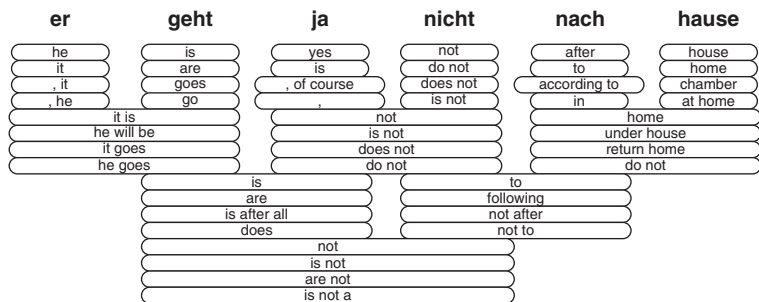 er geht ja nicht nach hause
he is yes not after house
it are is do not to home
, it goes , of course does not according to chamber
, he go , is not in at home
it is not home
he will be is not under house
it goes does not return home
he goes do not do not
is to
are following
is after all not after
does not to
not
is not
are not
is not a